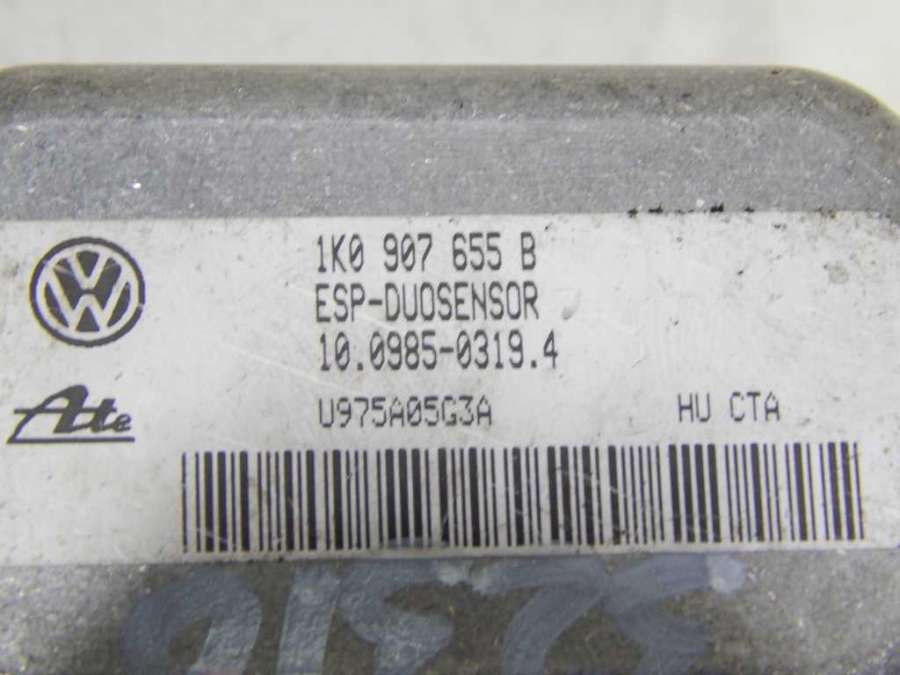 1K0 907 655 B
ESP-DUOSENSOR
10.0985-0319.4
Ate
U975A05G3A HU CTA